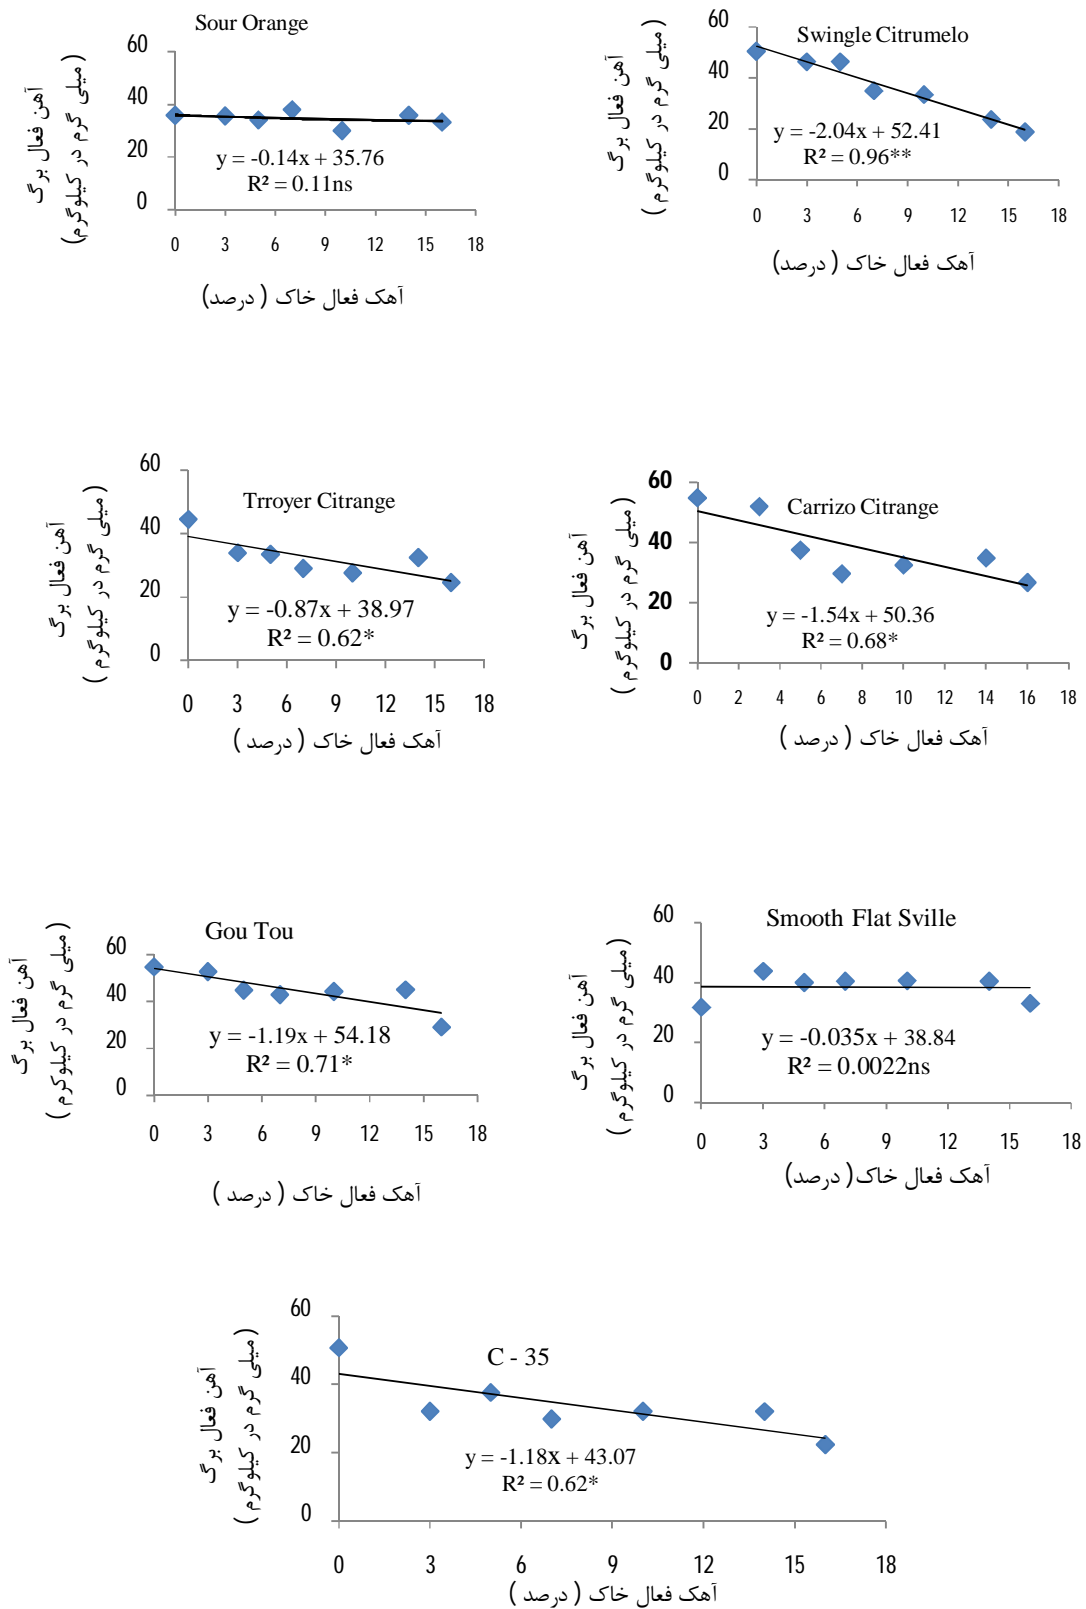 Sour Orange
آهن فعال برگ
(میلی گرم در کیلوگرم)
60
40
20
0
y = -0.14x + 35.76
R² = 0.11ns
0 3 6 9 12 15 18
آهک فعال خاک ( درصد)
Swingle Citrumelo
آهن فعال برگ
(میلی گرم در کیلوگرم)
60
40
20
0
y = -2.04x + 52.41
R² = 0.96**
0 3 6 9 12 15 18
آهک فعال خاک ( درصد)
Trroyer Citrange
آهن فعال برگ
(میلی گرم در کیلوگرم )
60
40
20
0
y = -0.87x + 38.97
R² = 0.62*
0 3 6 9 12 15 18
آهک فعال خاک ( درصد )
Carrizo Citrange
آهن فعال برگ
(میلی گرم در کیلوگرم )
60
40
20
0
y = -1.54x + 50.36
R² = 0.68*
0 2 4 6 8 10 12 14 16 18
آهک فعال خاک ( درصد )
Gou Tou
آهن فعال برگ
(میلی گرم در کیلوکرم )
60
40
20
0
y = -1.19x + 54.18
R² = 0.71*
0 3 6 9 12 15 18
آهک فعال خاک ( درصد )
Smooth Flat Sville
آهن فعال برگ
(میلی گرم در کیلوگرم )
60
40
20
0
y = -0.035x + 38.84
R² = 0.0022ns
0 3 6 9 12 15 18
آهک فعال خاک( درصد)
C - 35
آهن فعال برگ
(میلی گرم در کیلوگرم )
60
40
20
0
y = -1.18x + 43.07
R² = 0.62*
0 3 6 9 12 15 18
آهک فعال خاک ( درصد )